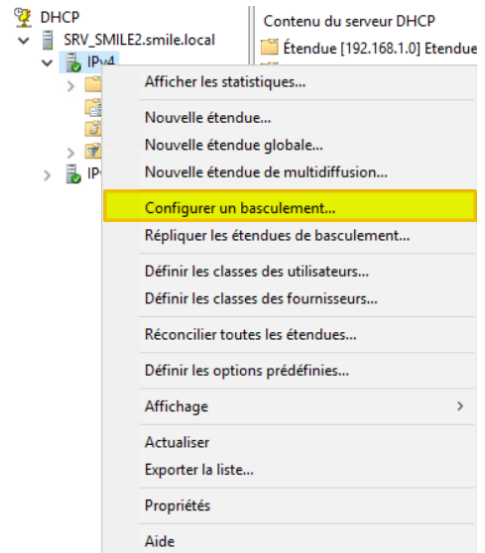 DHCP
SRV_SMILE2.smile.local
IPv4
IP
Contenu du serveur DHCP
Étendue [192.168.1.0] Etendue
Afficher les statistiques...
Nouvelle étendue...
Nouvelle étendue globale...
Nouvelle étendue de multidiffusion...
Configurer un basculement...
Répliquer les étendues de basculement...
Définir les classes des utilisateurs...
Définir les classes des fournisseurs...
Réconcilier toutes les étendues...
Définir les options prédéfinies...
Affichage
Actualiser
Exporter la liste...
Propriétés
Aide